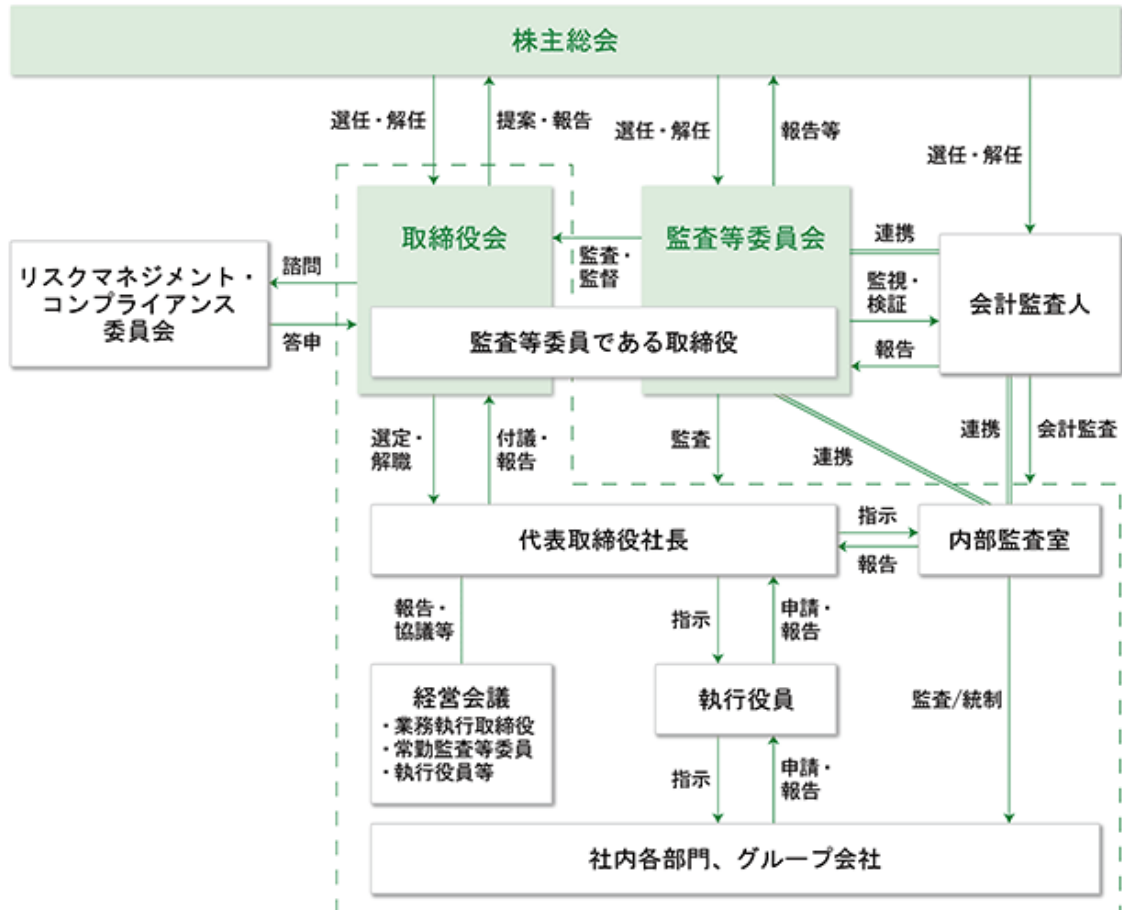 株主総会
選任・解任
提案・報告
選任・解任
報告等
選任・解任
取締役会
監査等委員会
監査・
監督
連携
監視・
検証
報告
会計監査人
リスクマネジメント・
コンプライアンス
委員会
諮問
答申
監査等委員である取締役
選定・
解職
付議・
報告
監査
連携
連携
会計監査
代表取締役社長
指示
報告
内部監査室
報告・
協議等
指示
申請・
報告
経営会議
・業務執行取締役
・常勤監査等委員
・執行役員等
執行役員
監査/統制
指示
申請・
報告
社内各部門、グループ会社